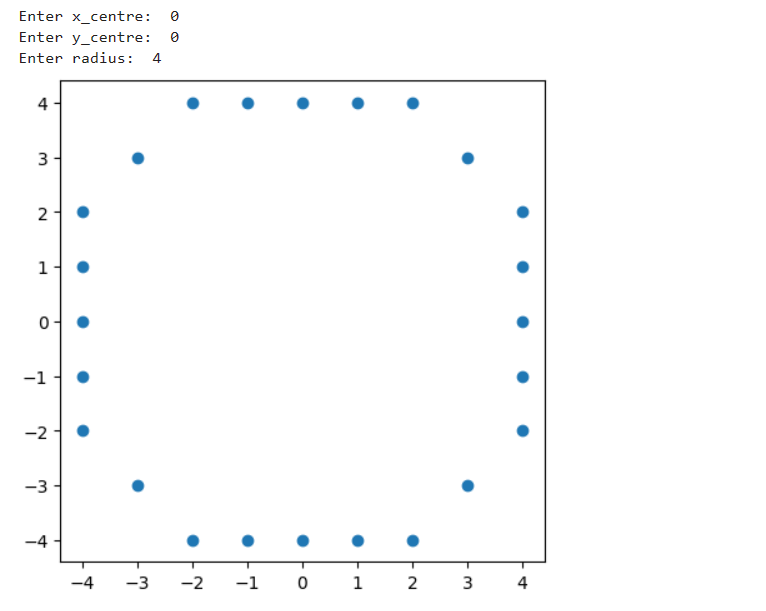 Enter x_centre:  0
Enter y_centre:  0
Enter radius:  4
4
3
2
1
0
−1
−2
−3
−4
−4 −3 −2 −1 0 1 2 3 4